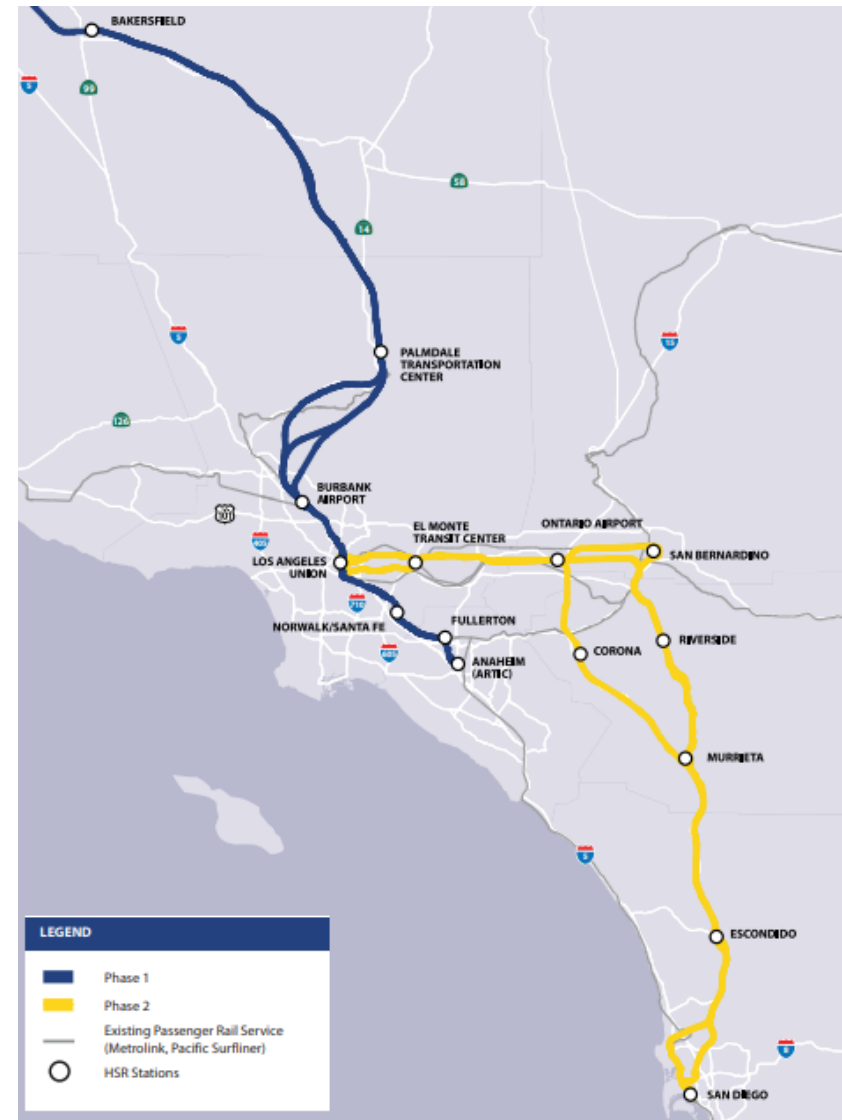 BAKERSFIELD
5
99
58
14
5
15
PALMDALE
TRANSPORTATION
CENTER
126
BURBANK
AIRPORT
101
405
EL MONTE
TRANSIT CENTER
ONTARIO AIRPORT
SAN BERNARDINO
LOS ANGELES
UNION
710
NORWALK/SANTA FE
FULLERTON
605
ANAHEIM
(ARTIC)
CORONA
RIVERSIDE
MURRIETA
5
ESCONDIDO
8
SAN DIEGO
LEGEND
Phase 1
Phase 2
Existing Passenger Rail Service
(Metrolink, Pacific Surfliner)
HSR Stations